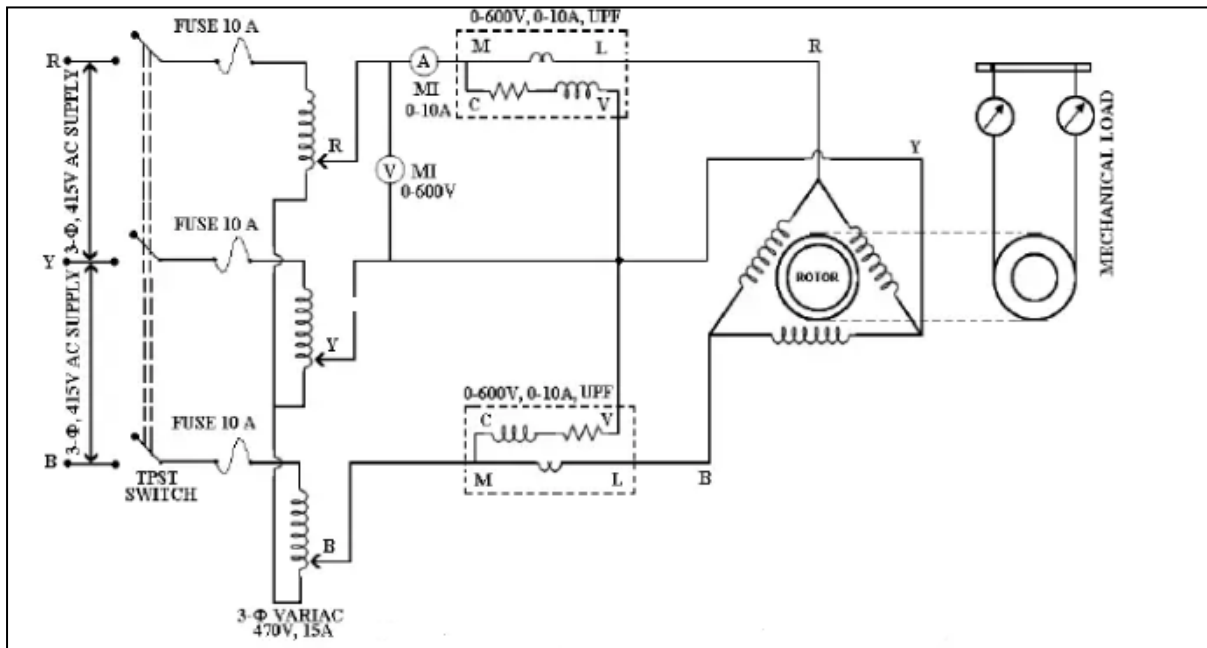 FUSE 10 A
0-600V, 0-10A, UPF
M
L
R
R
A
MI
0-10A
C
V
3-Φ, 415V AC SUPPLY
R
V
MI
0-600V
Y
MECHANICAL LOAD
FUSE 10 A
Y
ROTOR
3-Φ, 415V AC SUPPLY
Y
0-600V, 0-10A, UPF
FUSE 10 A
C
V
B
TPST
SWITCH
M
L
B
B
3-Φ VARIAC
470V, 15A